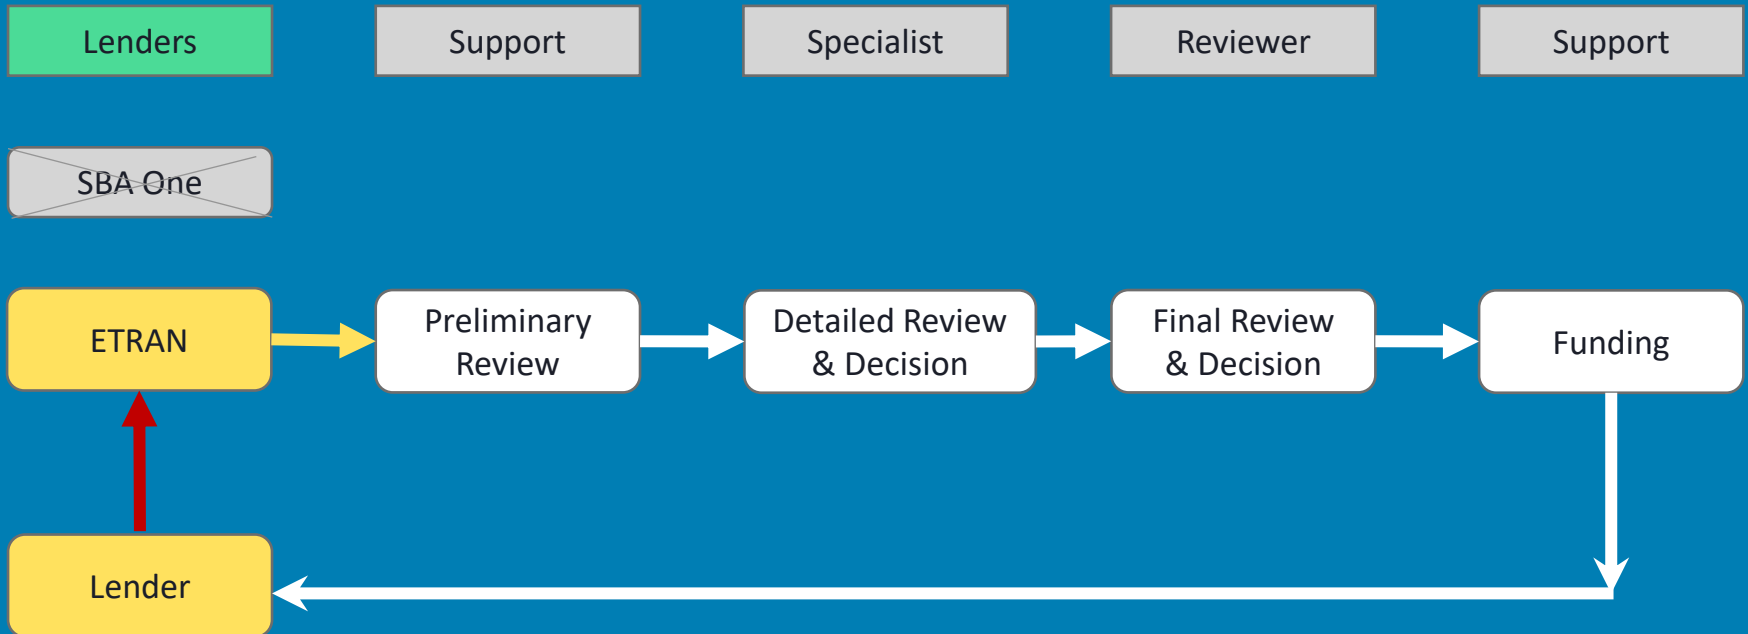 Lenders
Support
Specialist
Reviewer
Support
SBA One
ETRAN
Preliminary
Review
Detailed Review
& Decision
Final Review
& Decision
Funding
Lender